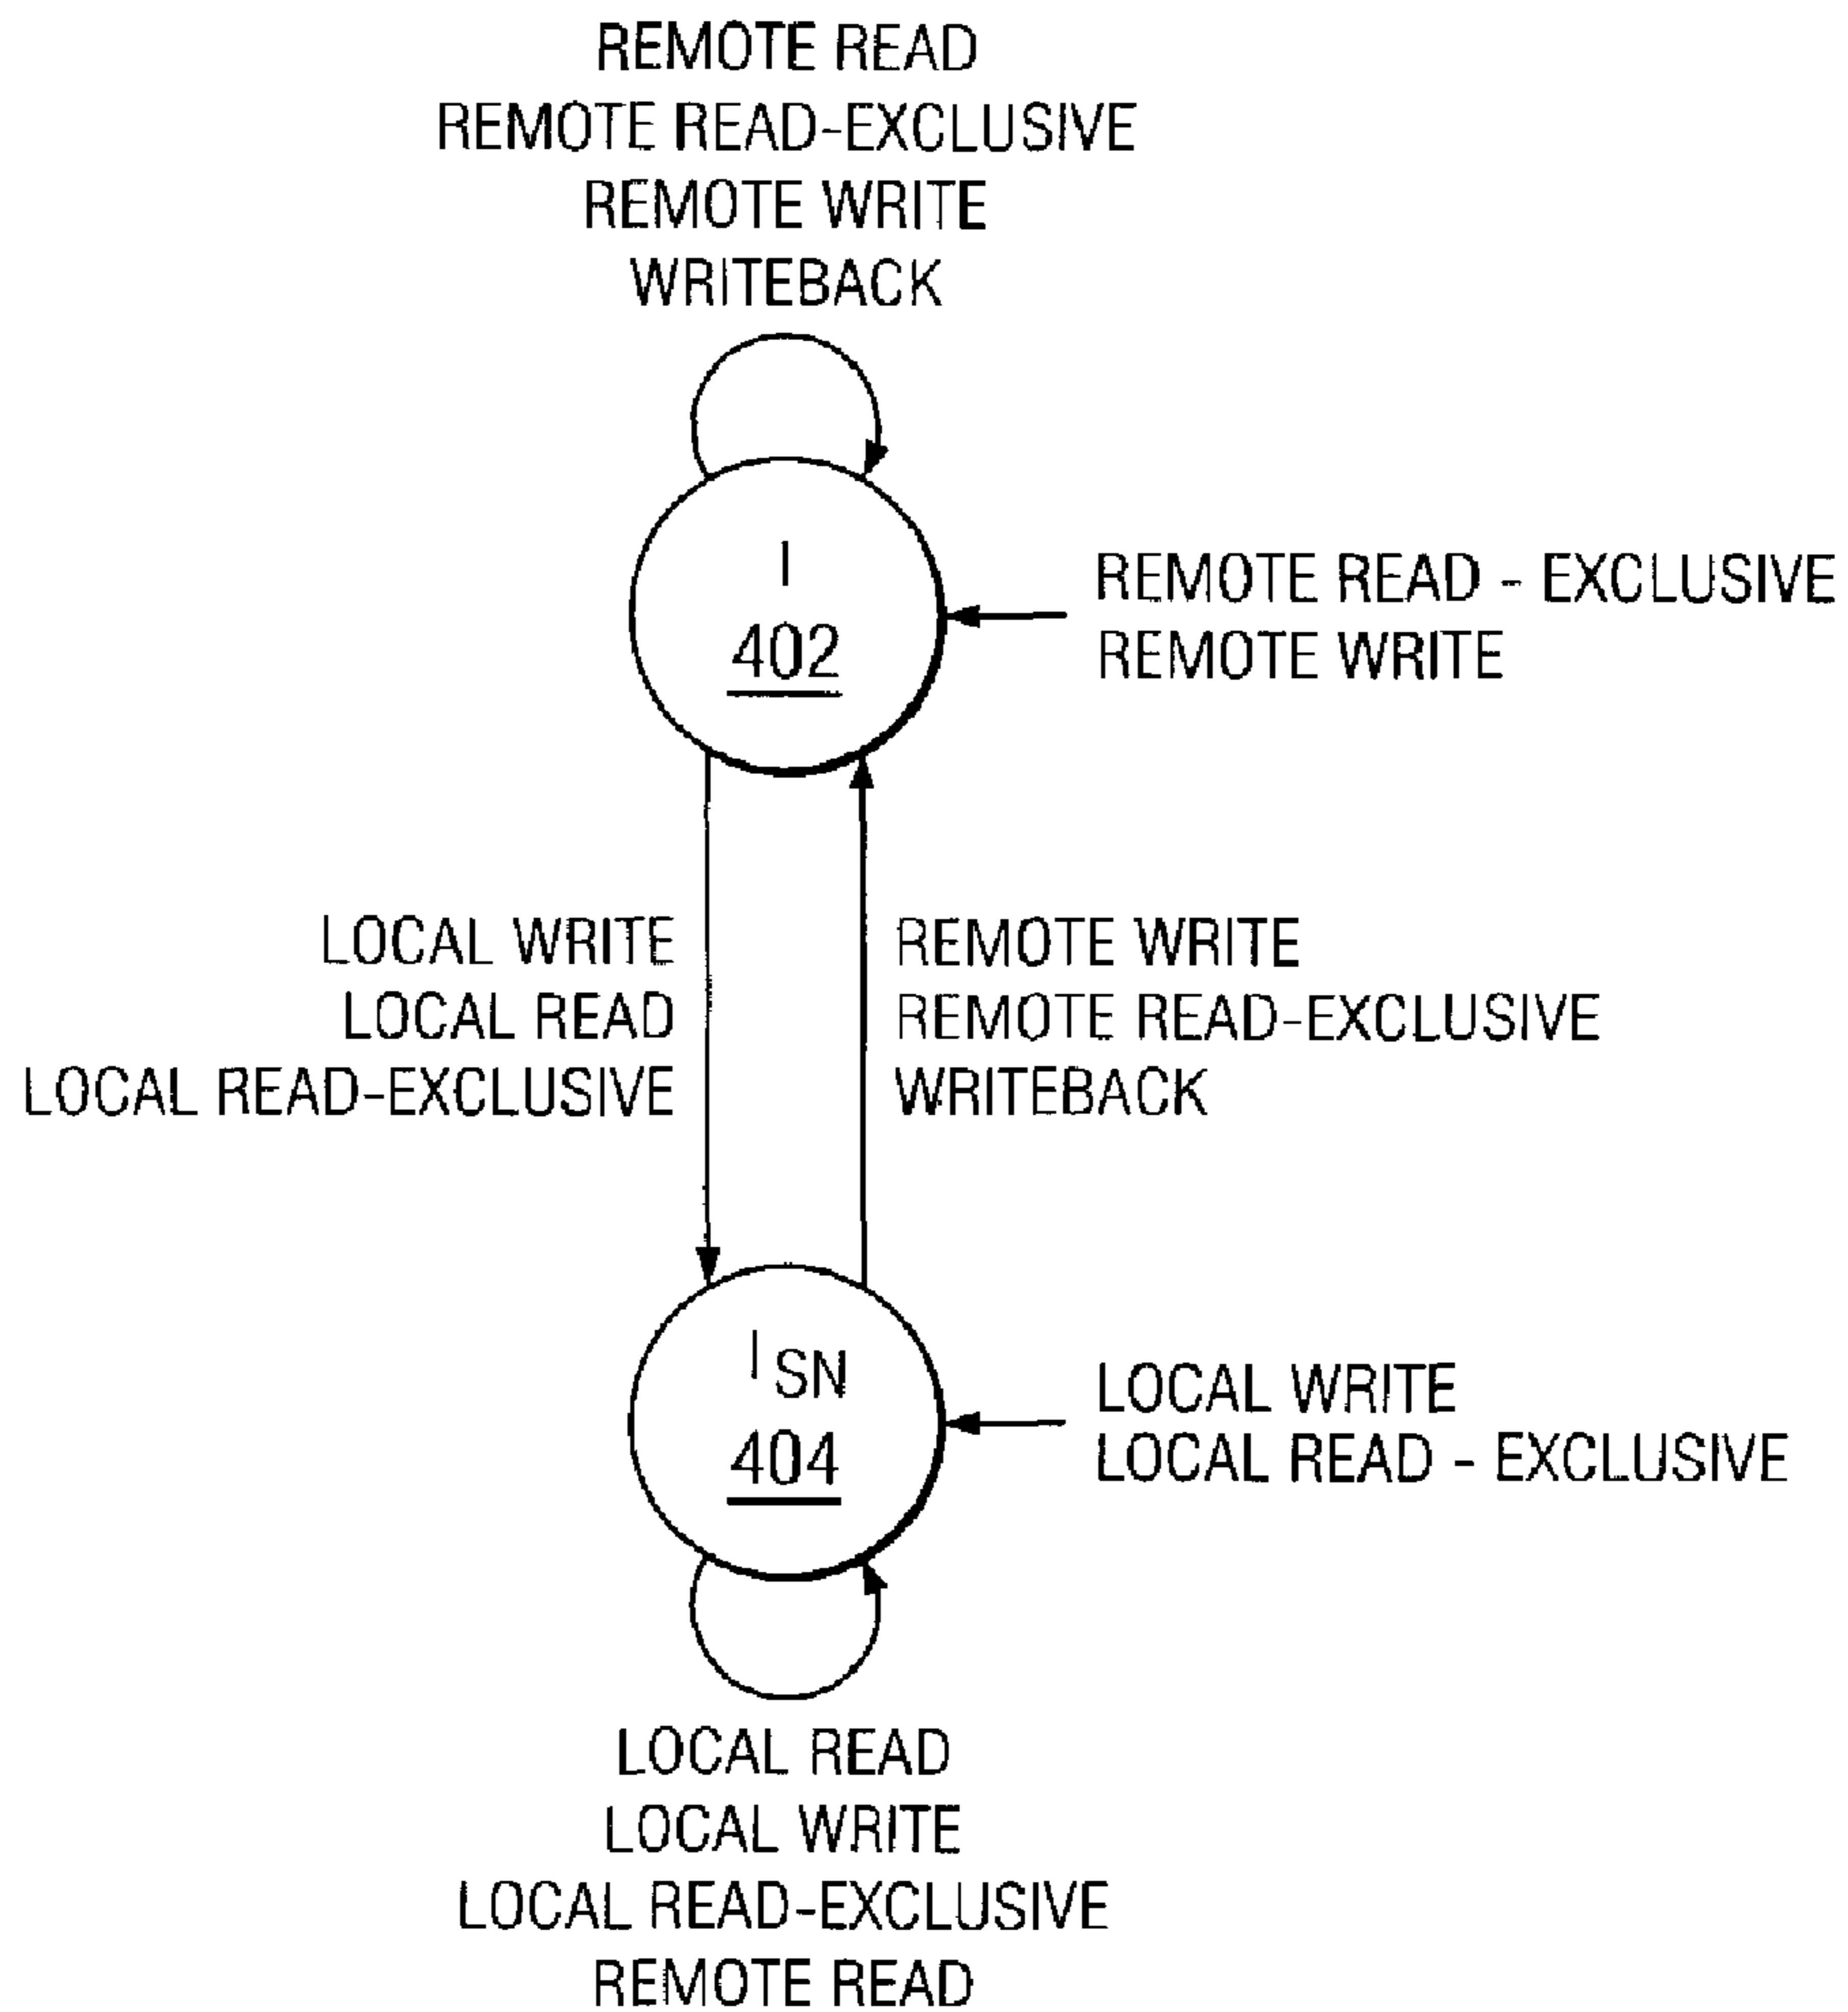 REMOTE READ
REMOTE READ-EXCLUSIVE
REMOTE WRITE
WRITEBACK
I
402
REMOTE READ - EXCLUSIVE
REMOTE WRITE
LOCAL WRITE
LOCAL READ
LOCAL READ-EXCLUSIVE
REMOTE WRITE
REMOTE READ-EXCLUSIVE
WRITEBACK
I SN
404
LOCAL WRITE
LOCAL READ - EXCLUSIVE
LOCAL READ
LOCAL WRITE
LOCAL READ-EXCLUSIVE
REMOTE READ